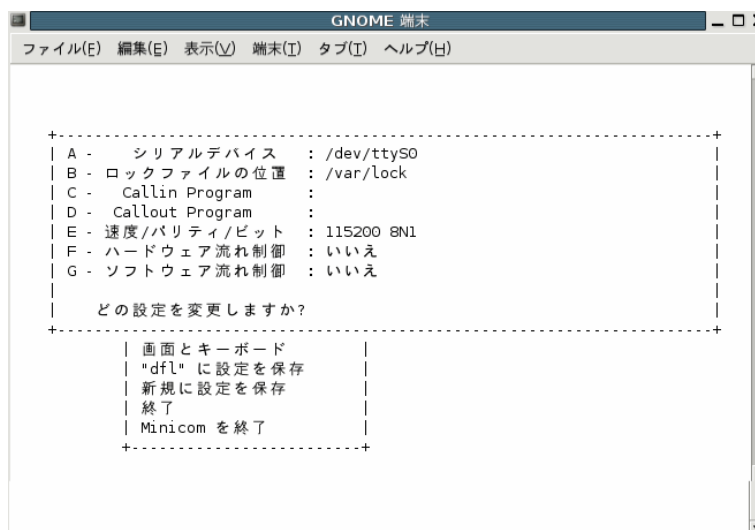 GNOME 端末
ファイル(F) 編集(E) 表示(V) 端末(T) タブ(T) ヘルプ(H)
+-----------------------------------------------------------------------+
| A - シリアルデバイス : /dev/ttyS0 |
| B - ロックファイルの位置 : /var/lock |
| C - Callin Program : |
| D - Callout Program : |
| E - 速度/パリティ/ビット : 115200 8N1 |
| F - ハードウェア流れ制御 : いいえ |
| G - ソフトウェア流れ制御 : いいえ |
| |
| どの設定を変更しますか? |
+-----------------------------------------------------------------------+
| 画面とキーボード |
| "dfl" に設定を保存 |
| 新規に設定を保存 |
| 終了 |
| Minicom を終了 |
+--------------------------+